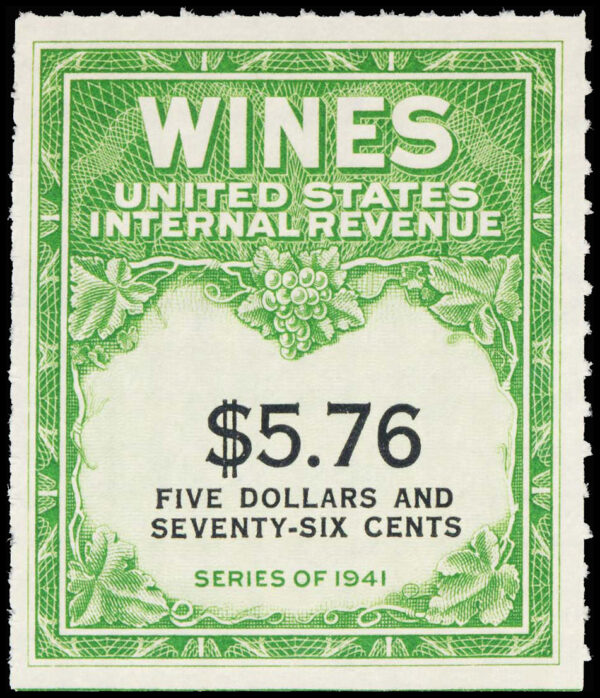 WINES
UNITED STATES
INTERNAL REVENUE
$5.76
FIVE DOLLARS AND
SEVENTY-SIX CENTS
SERIES OF 1941